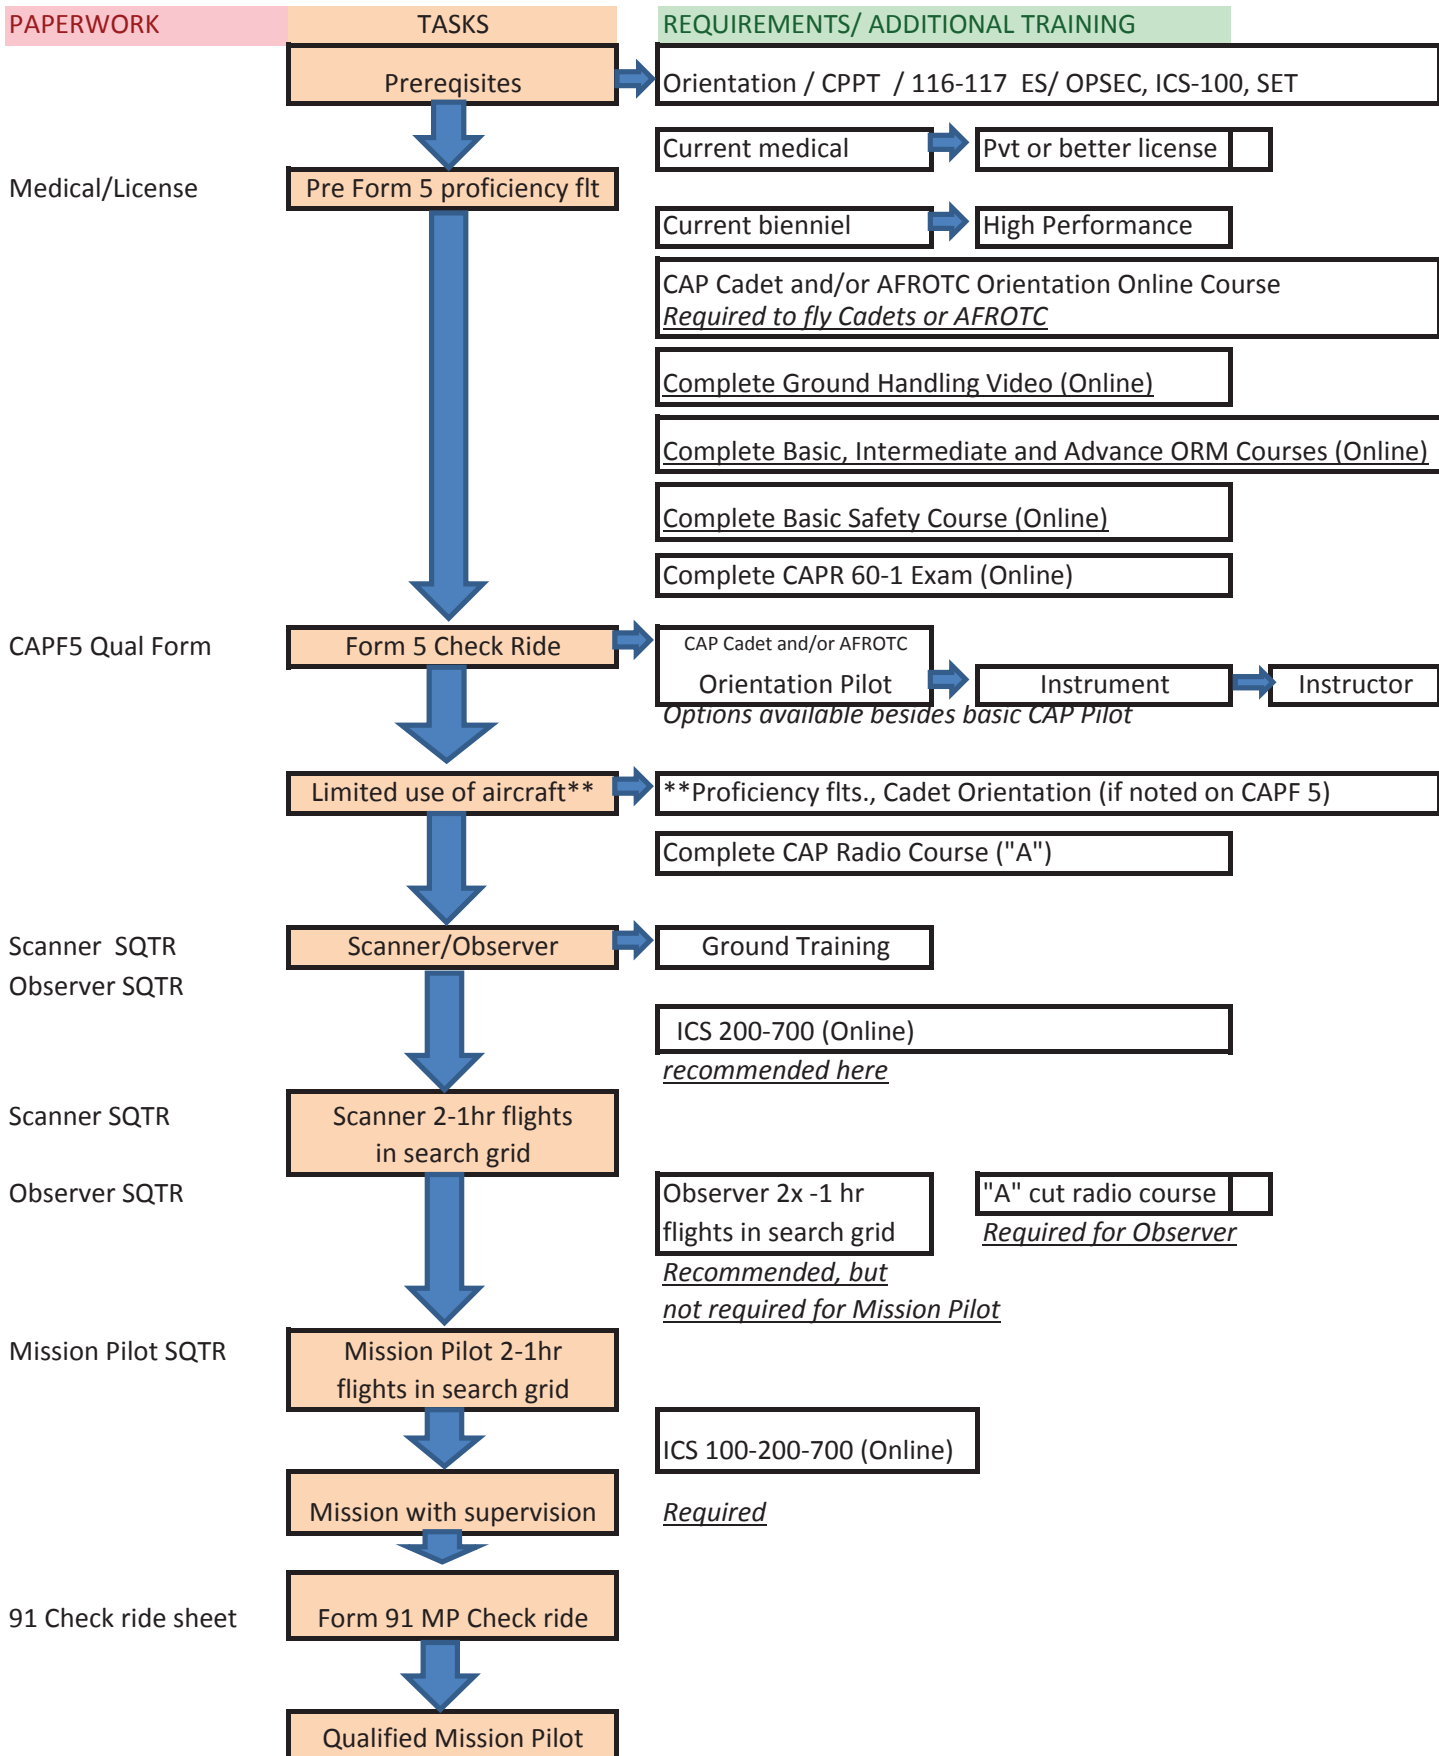 PAPERWORK TASKS REQUIREMENTS/ ADDITIONAL TRAINING
Prereqisites Orientation / CPPT / 116-117 ES/ OPSEC, ICS-100, SET
Current medical Pvt or better license
Medical/License Pre Form 5 proficiency flt
Current bienniel High Performance
CAP Cadet and/or AFROTC Orientation Online Course
Required to fly Cadets or AFROTC
Complete Ground Handling Video (Online)
Complete Basic, Intermediate and Advance ORM Courses (Online)
Complete Basic Safety Course (Online)
Complete CAPR 60-1 Exam (Online)
CAPF5 Qual Form Form 5 Check Ride CAP Cadet and/or AFROTC
Orientation Pilot Instrument Instructor
Options available besides basic CAP Pilot
Limited use of aircraft** **Proficiency flts., Cadet Orientation (if noted on CAPF 5)
Complete CAP Radio Course ("A")
Scanner SQTR Scanner/Observer Ground Training
Observer SQTR
ICS 200-700 (Online)
recommended here
Scanner SQTR Scanner 2-1hr flights
in search grid
Observer SQTR Observer 2x -1 hr "A" cut radio course
flights in search grid Required for Observer
Recommended, but
not required for Mission Pilot
Mission Pilot SQTR Mission Pilot 2-1hr
flights in search grid
ICS 100-200-700 (Online)
Mission with supervision Required
91 Check ride sheet Form 91 MP Check ride
Qualified Mission Pilot